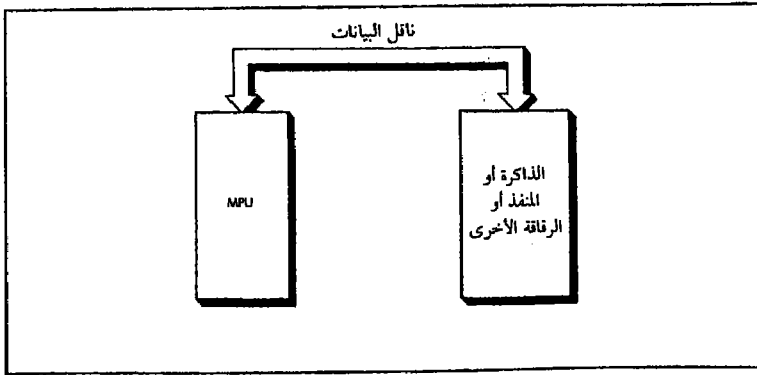 ناقل البيانات
MPU
الذاكرة أو
المنفذ أو
الرقاقة الأخرى